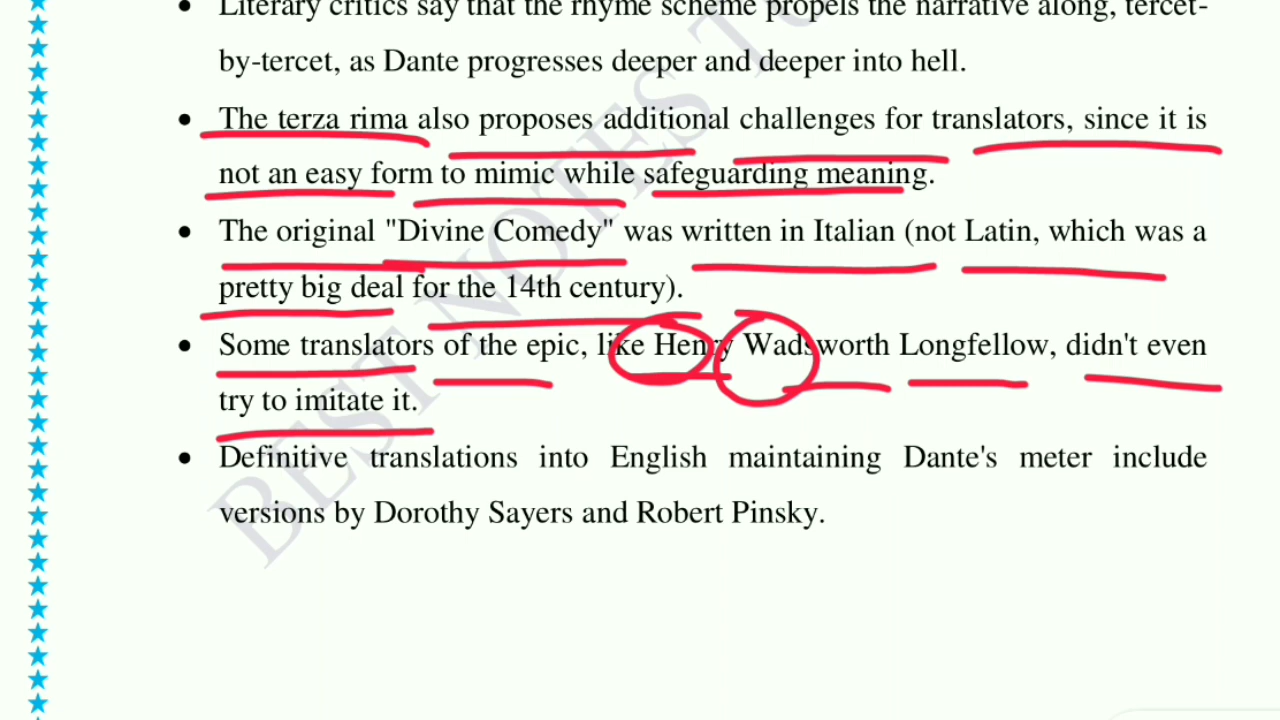 • Literary critics say that the rhyme scheme propels the narrative along, tercet-
by-tercet, as Dante progresses deeper and deeper into hell.
• The terza rima also proposes additional challenges for translators, since it is
not an easy form to mimic while safeguarding meaning.
• The original "Divine Comedy" was written in Italian (not Latin, which was a
pretty big deal for the 14th century).
• Some translators of the epic, like Henry Wadsworth Longfellow, didn't even
try to imitate it.
• Definitive translations into English maintaining Dante's meter include
versions by Dorothy Sayers and Robert Pinsky.
BEST NOTES